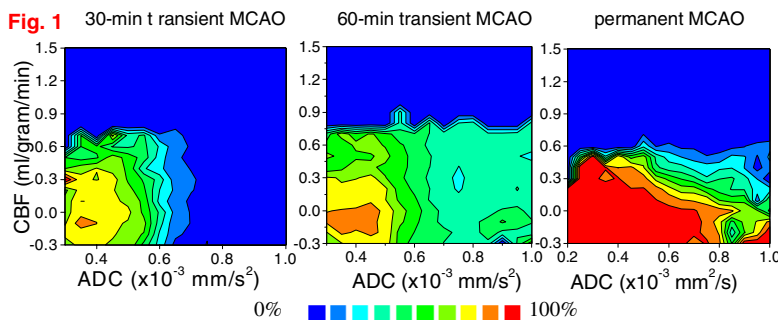 Fig. 1 30-min t ransient MCAO 60-min transient MCAO permanent MCAO
CBF (ml/gram/min)
1.5 1.5 1.5
1.2 1.2 1.2
0.9 0.9 0.9
0.6 0.6 0.6
0.3 0.3 0.3
0.0 0.0 0.0
-0.3 -0.3 -0.3
0.4 0.6 0.8 1.0 0.4 0.6 0.8 1.0 0.2 0.4 0.6 0.8 1.0
ADC (x10⁻³ mm/s²) ADC (x10⁻³ mm/s²) ADC (x10⁻³ mm²/s)
0% 100%